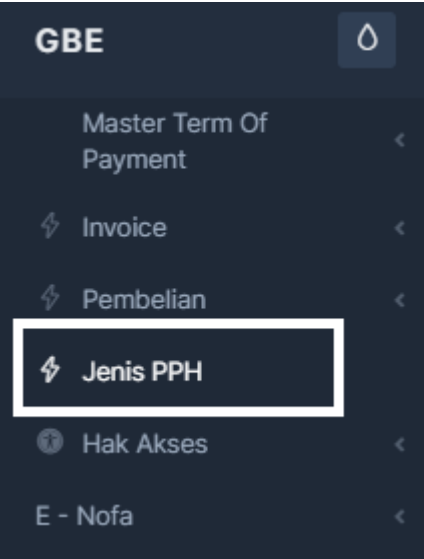 GBE
Master Term Of
Payment
Invoice
Pembelian
Jenis PPH
Hak Akses
E - Nofa